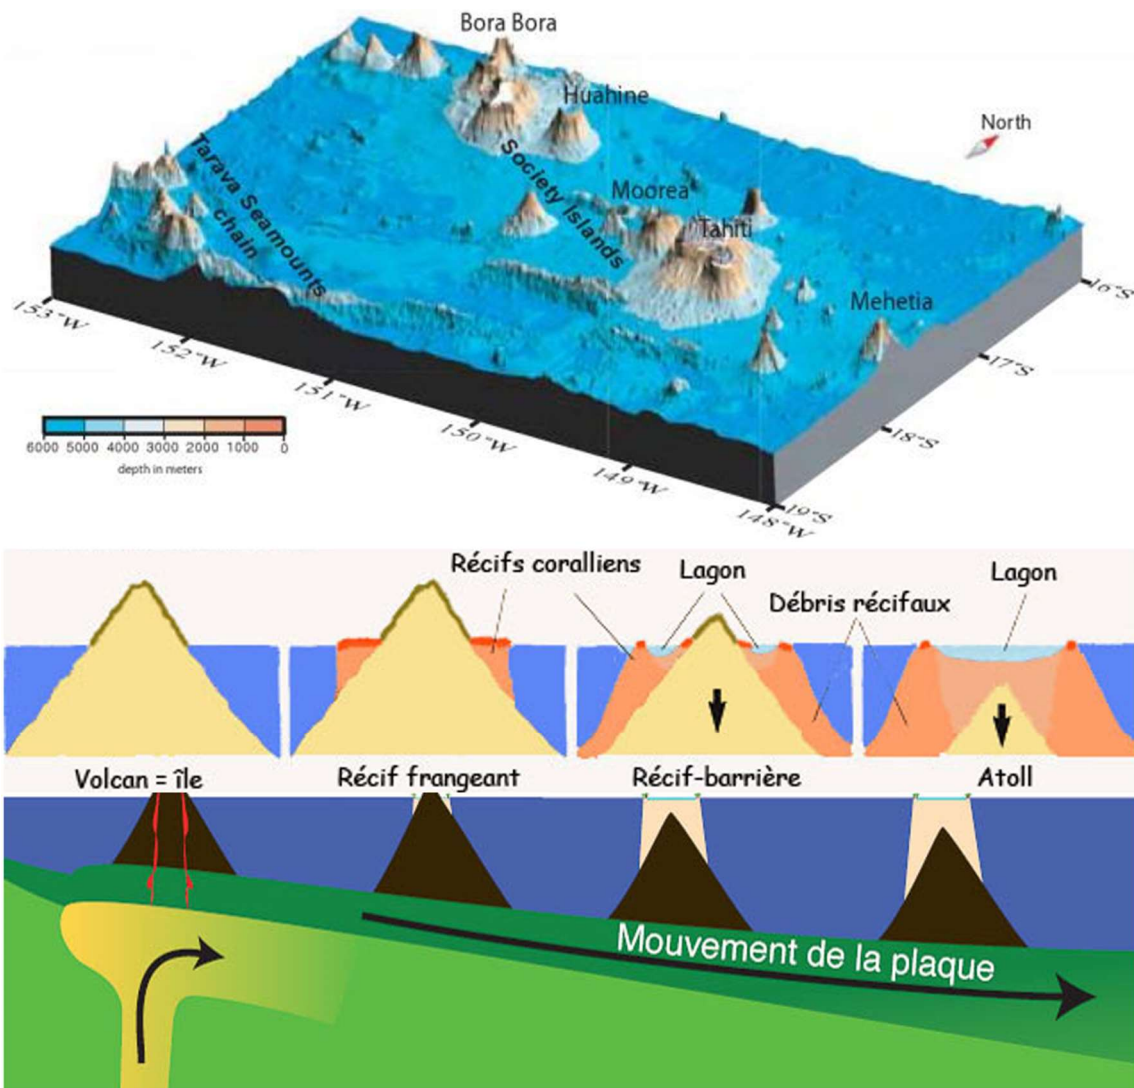 Bora Bora
Huahine
North
Tarava Seamounts
chain
Society Islands
Moorea
Tahiti
Mehetia
16°S
17°S
18°S
19°S
153°W
152°W
151°W
150°W
149°W
148°W
6000 5000 4000 3000 2000 1000 0
depth in meters
Récifs coralliens
Lagon
Lagon
Débris récifaux
Volcan = île
Récif frangeant
Récif-barrière
Atoll
Mouvement de la plaque